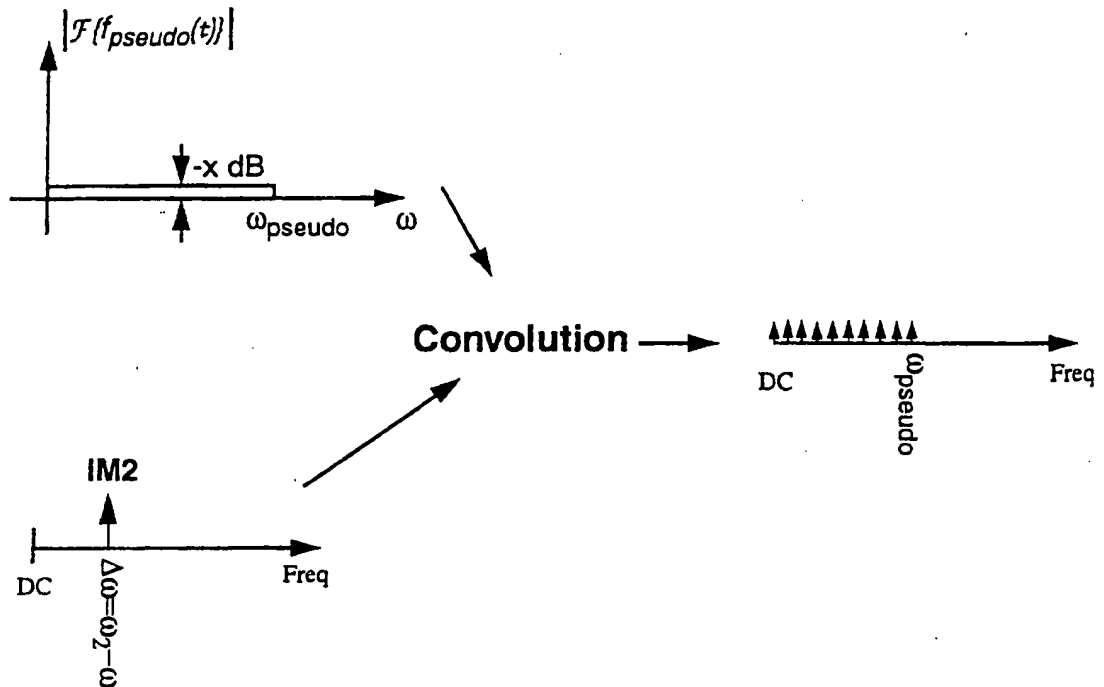 |ℱ{f_pseudo(t)}|
-x dB
ω_pseudo
ω
Convolution
DC
ω_pseudo
Freq
IM2
DC
Δω=ω₂-ω
Freq